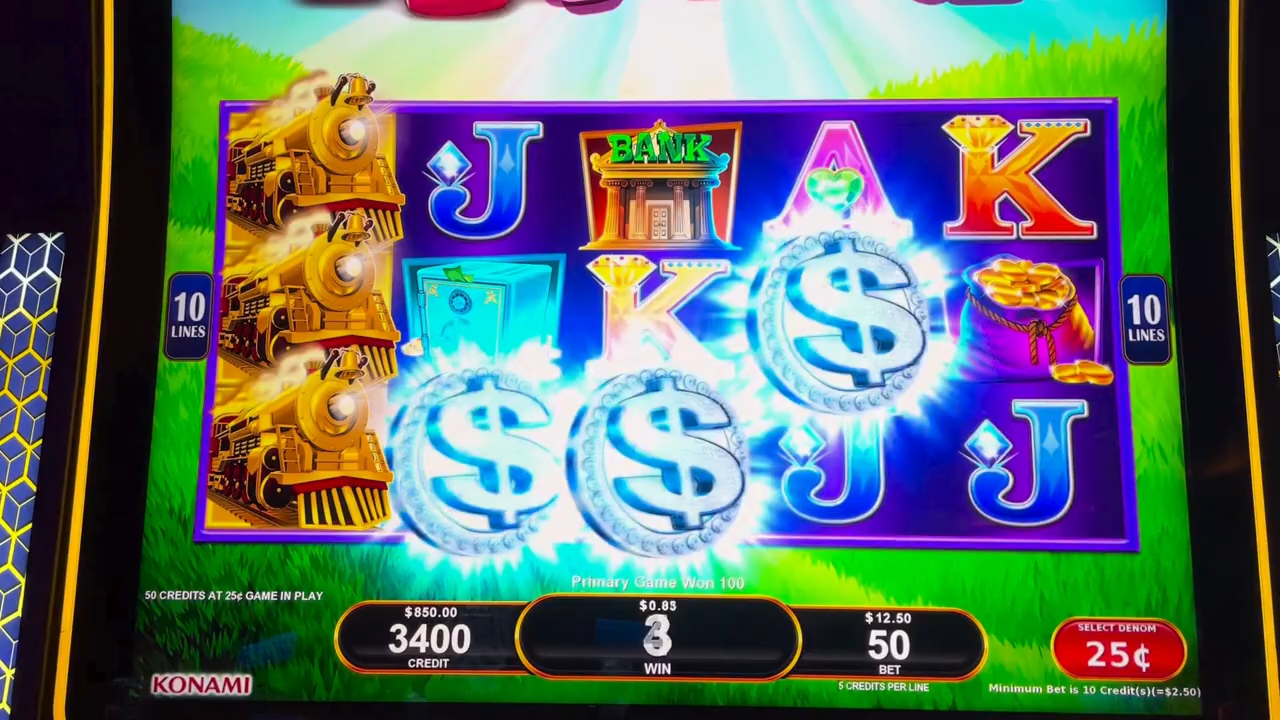 J
BANK
A
K
10
LINES
K
$
10
LINES
$
$
J
J
Primary Game Won 100
50 CREDITS AT 25¢ GAME IN PLAY
$850.00
3400
CREDIT
$0.83
WIN
$12.50
50
BET
5 CREDITS PER LINE
SELECT DENOM
25¢
KONAMI
Minimum Bet is 10 Credit(s)(=$2.50)